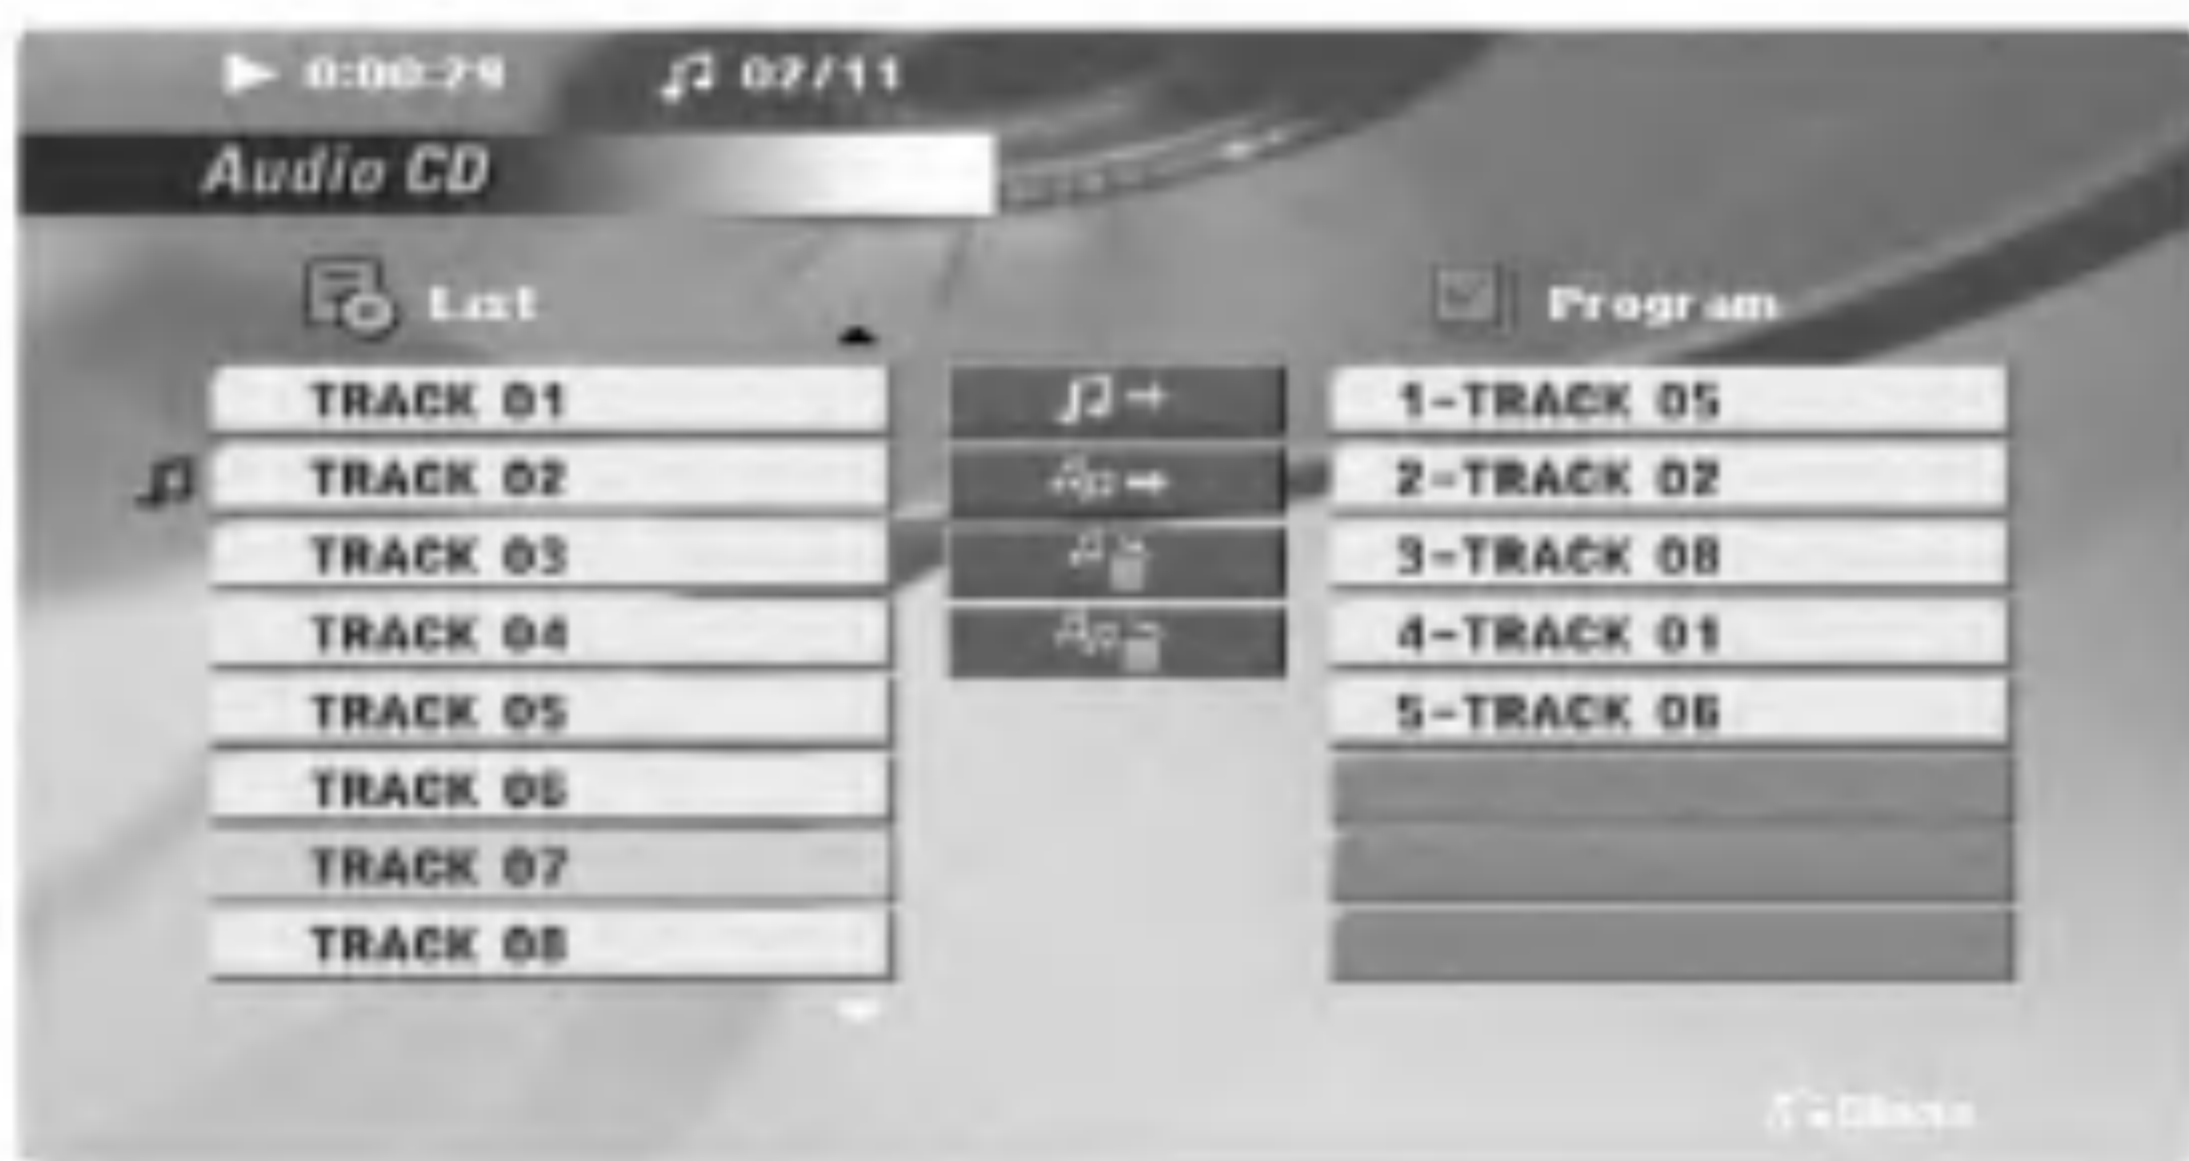 0:00:29 02/11
Audio CD
List
TRACK 01
TRACK 02
TRACK 03
TRACK 04
TRACK 05
TRACK 06
TRACK 07
TRACK 08
Program
1-TRACK 05
2-TRACK 02
3-TRACK 08
4-TRACK 01
5-TRACK 06